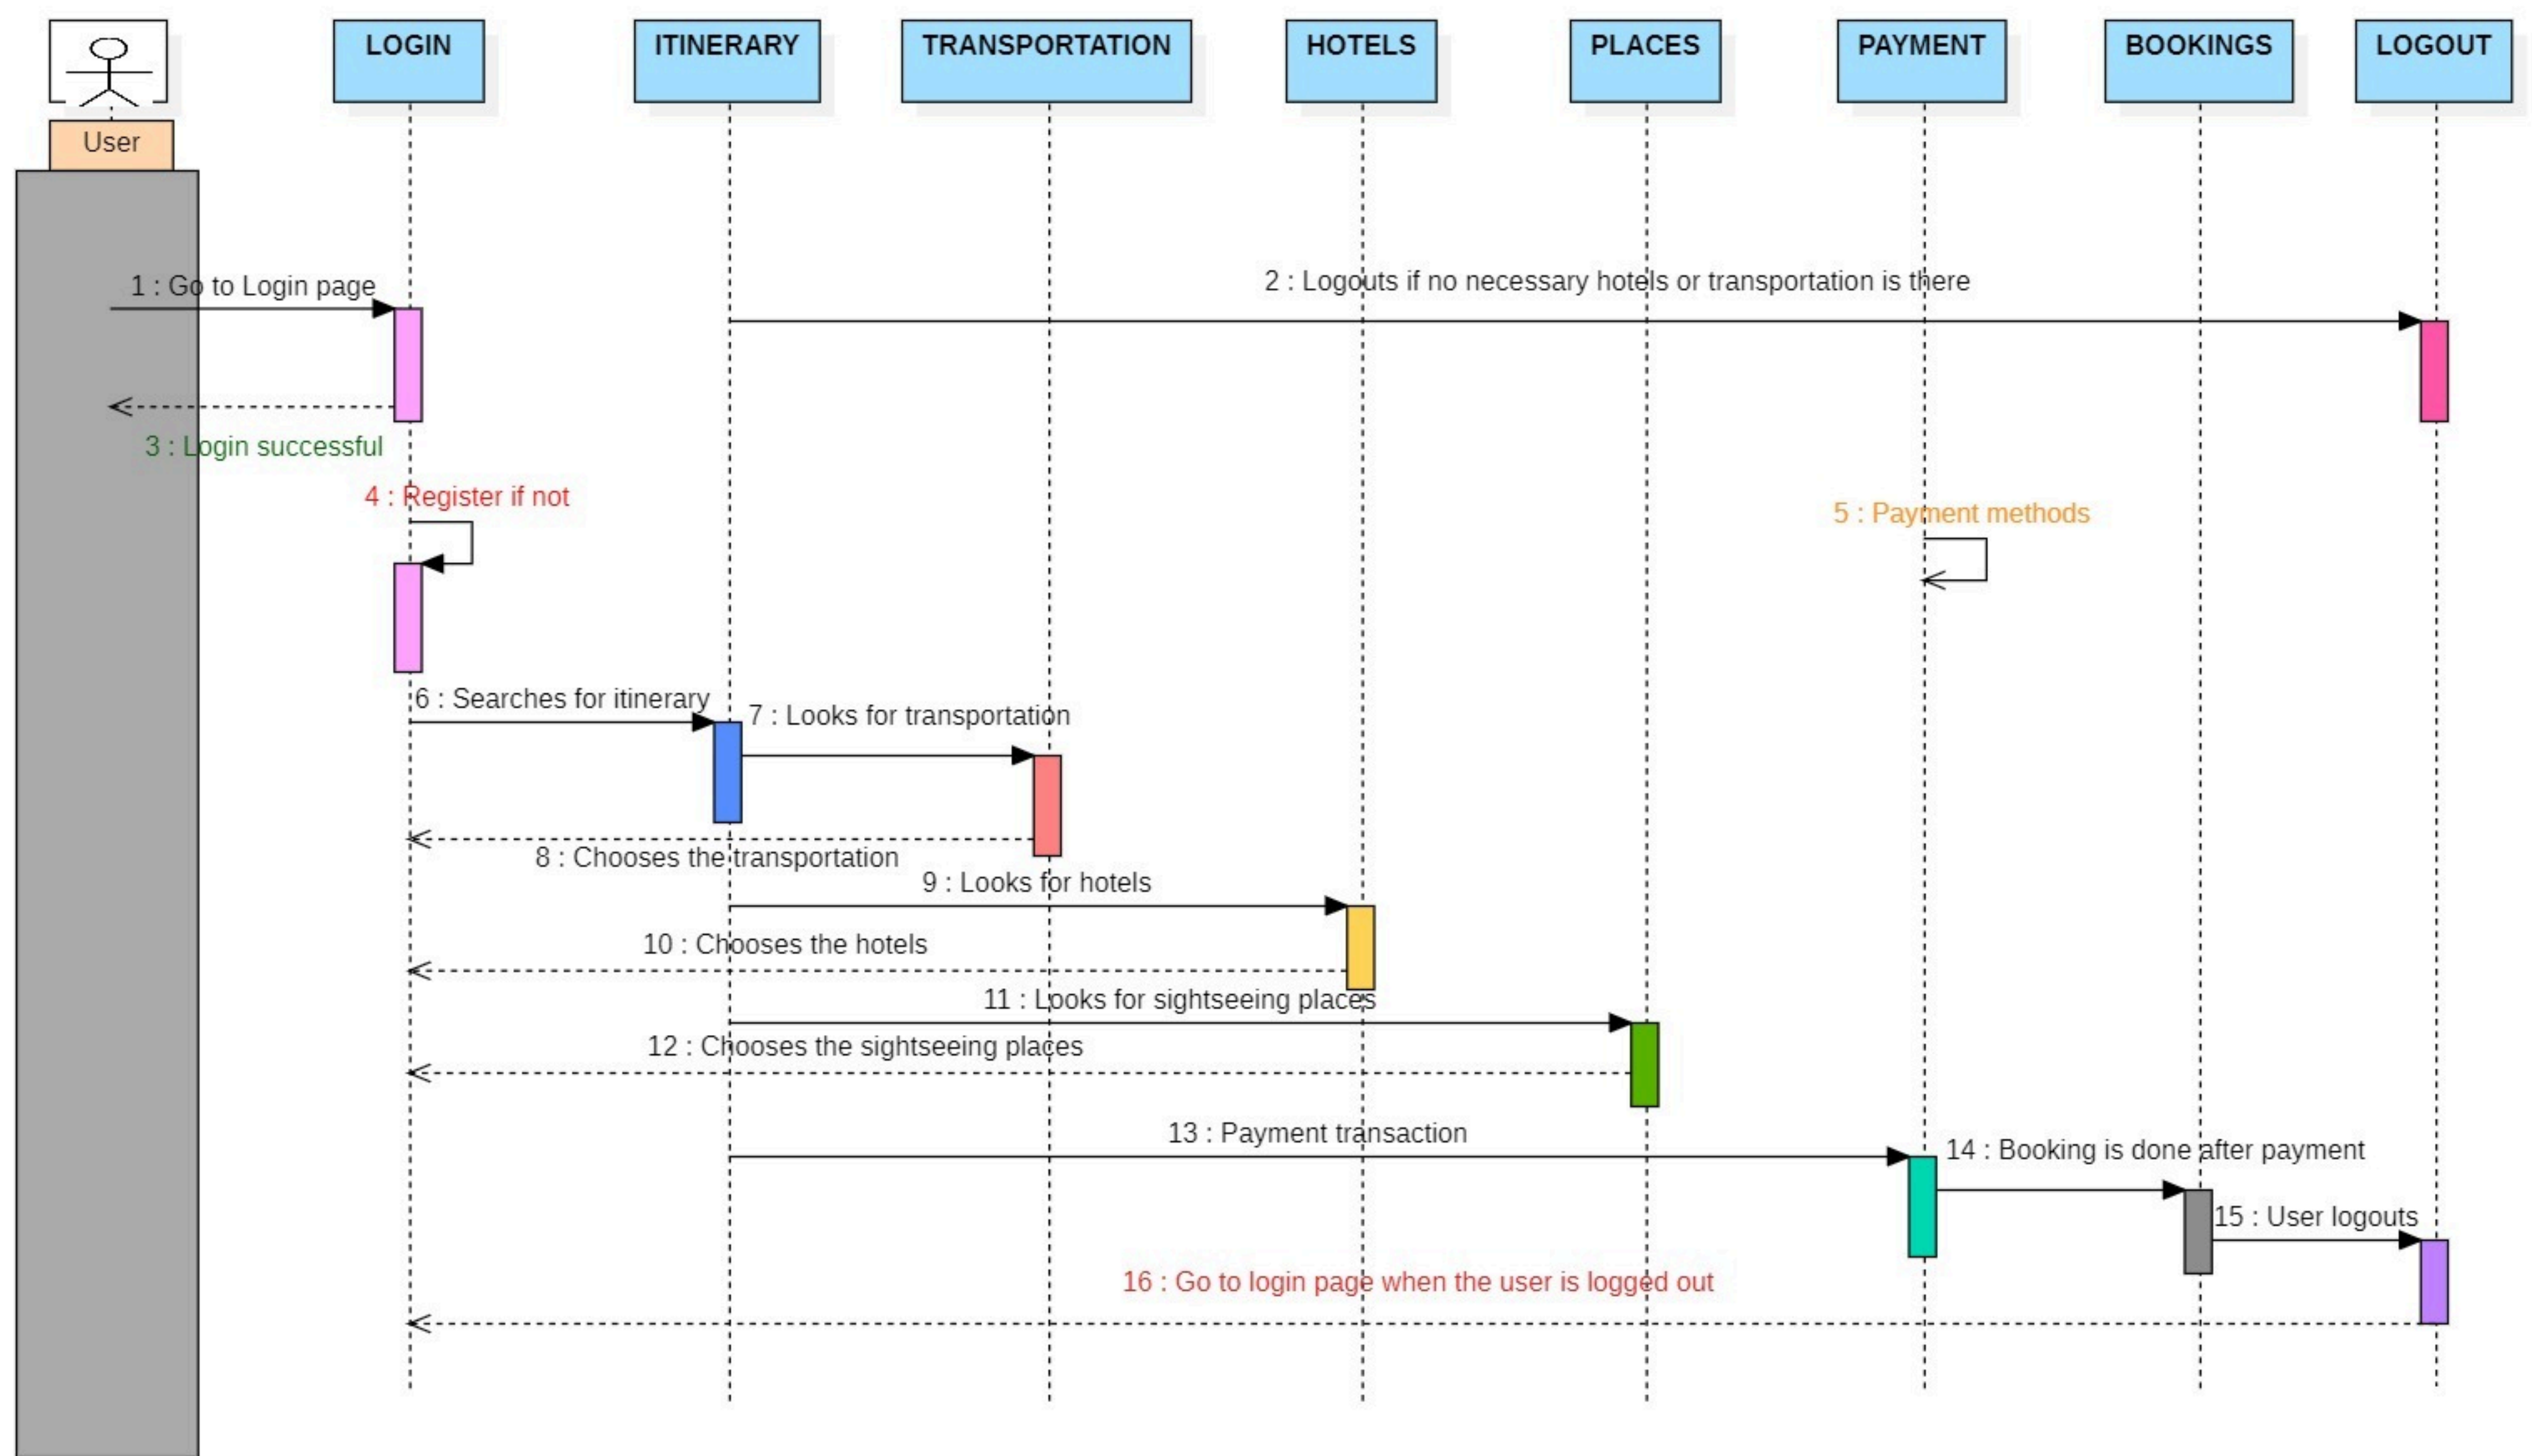 LOGIN
ITINERARY
TRANSPORTATION
HOTELS
PLACES
PAYMENT
BOOKINGS
LOGOUT
User
1 : Go to Login page
2 : Logouts if no necessary hotels or transportation is there
3 : Login successful
4 : Register if not
5 : Payment methods
6 : Searches for itinerary
7 : Looks for transportation
8 : Chooses the transportation
9 : Looks for hotels
10 : Chooses the hotels
11 : Looks for sightseeing places
12 : Chooses the sightseeing places
13 : Payment transaction
14 : Booking is done after payment
15 : User logouts
16 : Go to login page when the user is logged out